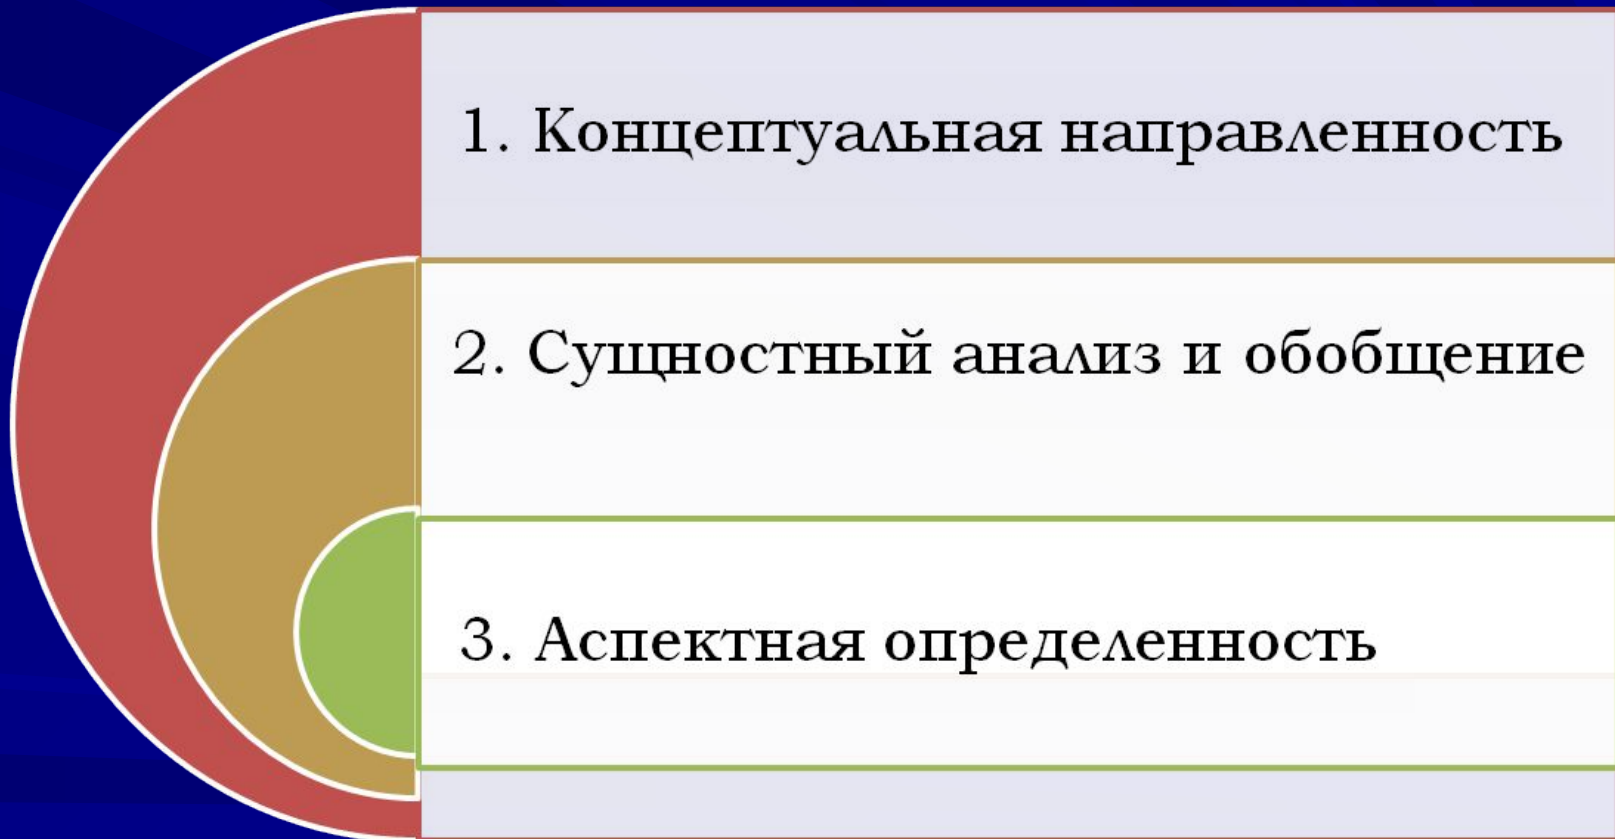 1. Концептуальная направленность
2. Сущностный анализ и обобщение
3. Аспектная определенность